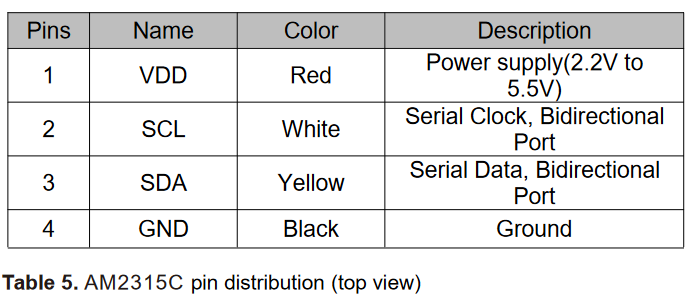 Pins Name Color Description
1 VDD Red Power supply(2.2V to
5.5V)
2 SCL White Serial Clock, Bidirectional
Port
3 SDA Yellow Serial Data, Bidirectional
Port
4 GND Black Ground
Table 5. AM2315C pin distribution (top view)